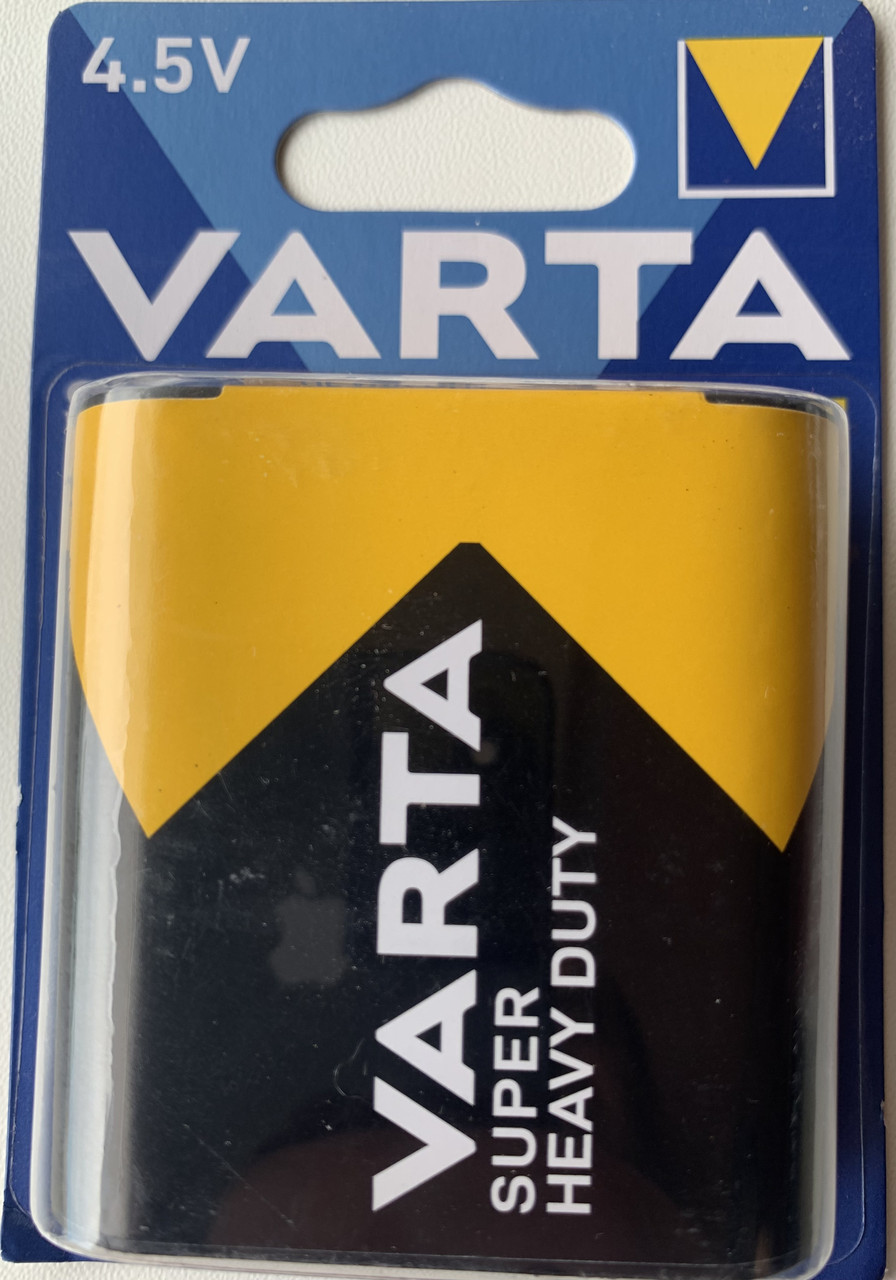 4.5V
VARTA
VARTA
SUPER
HEAVY DUTY